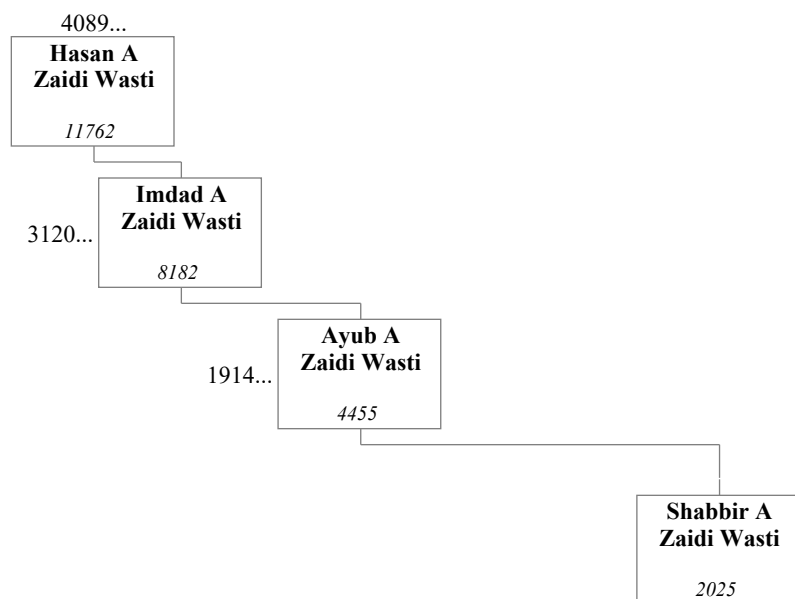 4089...
Hasan A
Zaidi Wasti
11762
Imdad A
Zaidi Wasti
3120...
8182
Ayub A
Zaidi Wasti
1914...
4455
Shabbir A
Zaidi Wasti
2025